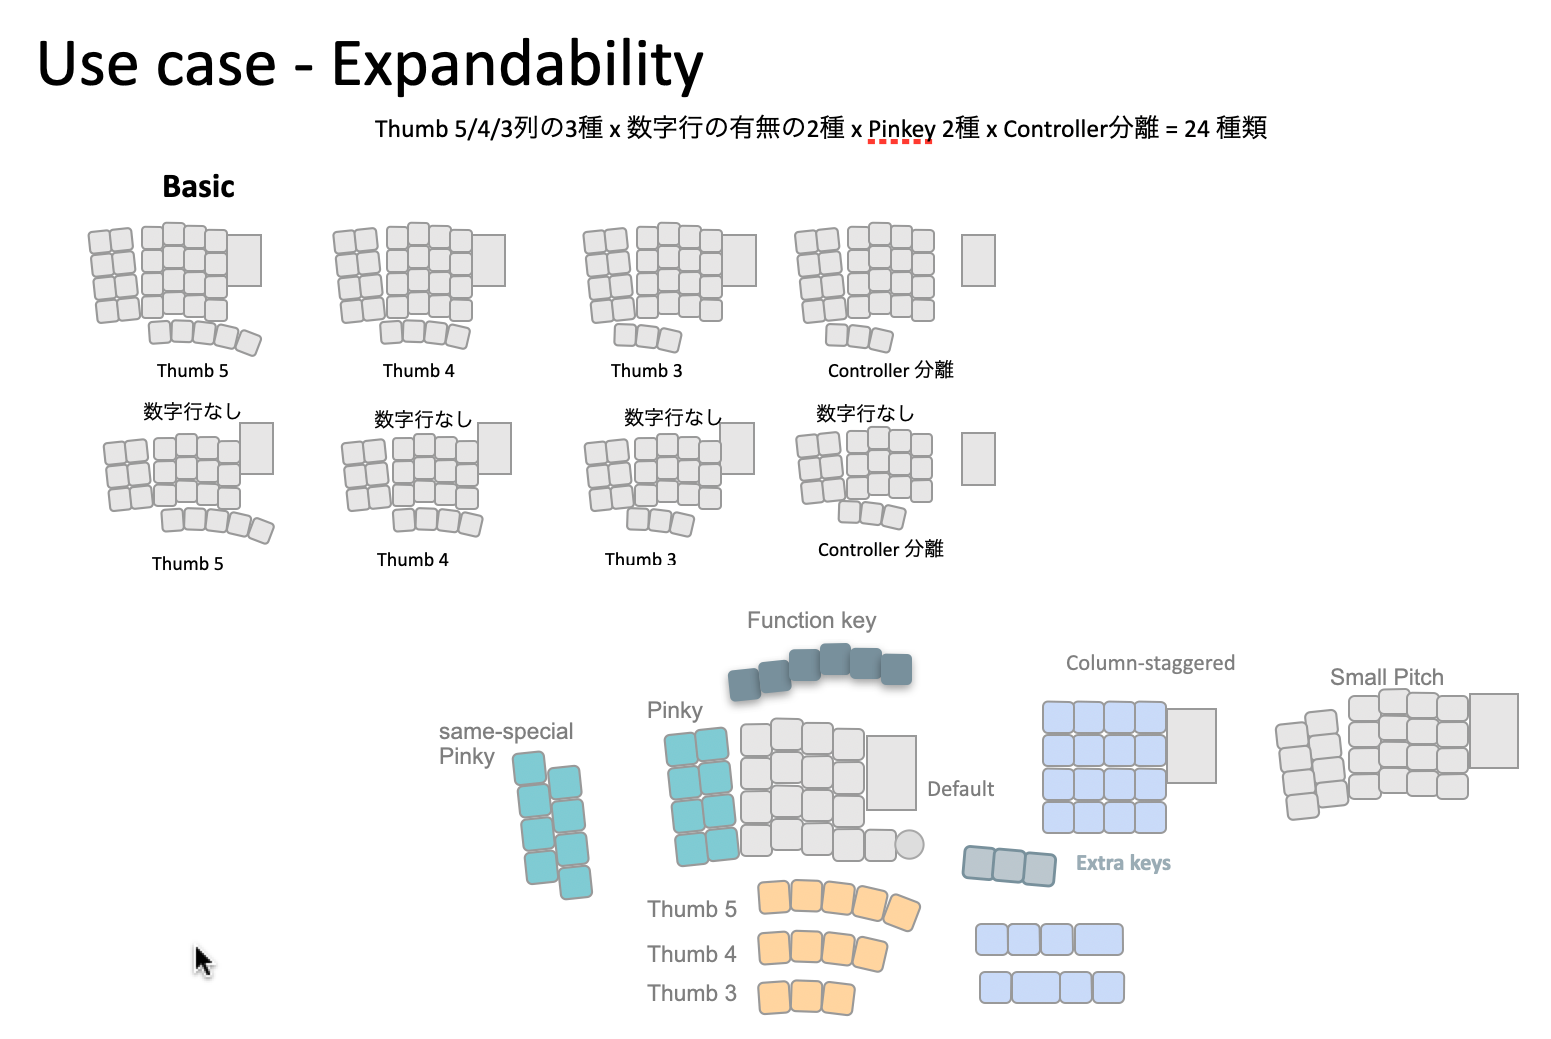 Use case - Expandability
Thumb 5/4/3列の3種 x 数字行の有無の2種 x Pinkey 2種 x Controller分離 = 24 種類
Basic
Thumb 5
Thumb 4
Thumb 3
Controller 分離
数字行なし
数字行なし
数字行なし
数字行なし
Thumb 5
Thumb 4
Thumb 3
Controller 分離
Function key
Column-staggered
Small Pitch
Pinky
same-special
Pinky
Default
Extra keys
Thumb 5
Thumb 4
Thumb 3